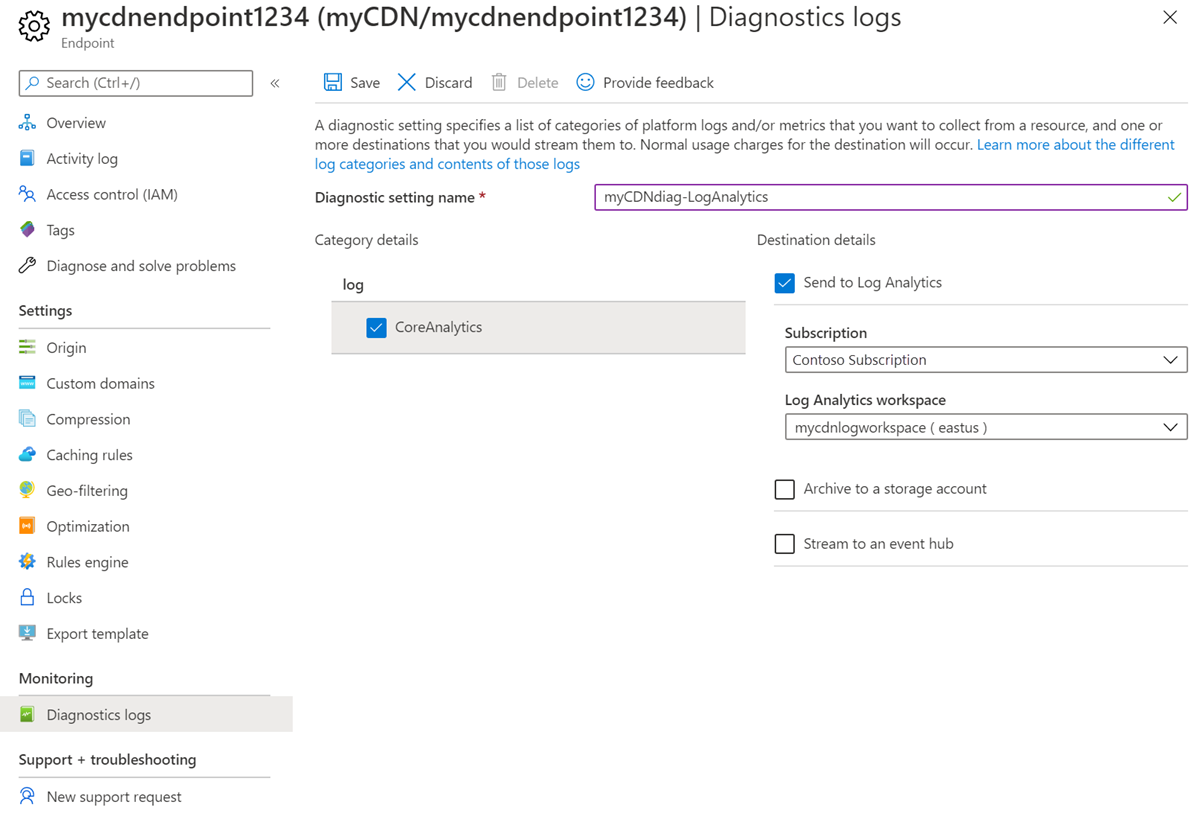 mycdnendpoint1234 (myCDN/mycdnendpoint1234) | Diagnostics logs
Endpoint
Search (Ctrl+/)
«
Overview
Activity log
Access control (IAM)
Tags
Diagnose and solve problems
Settings
Origin
Custom domains
Compression
Caching rules
Geo-filtering
Optimization
Rules engine
Locks
Export template
Monitoring
Diagnostics logs
Support + troubleshooting
New support request
Save Discard Delete Provide feedback
A diagnostic setting specifies a list of categories of platform logs and/or metrics that you want to collect from a resource, and one or
more destinations that you would stream them to. Normal usage charges for the destination will occur. Learn more about the different
log categories and contents of those logs
Diagnostic setting name *
myCDNdiag-LogAnalytics
Category details
log
CoreAnalytics
Destination details
Send to Log Analytics
Subscription
Contoso Subscription
Log Analytics workspace
mycdnlogworkspace ( eastus )
Archive to a storage account
Stream to an event hub